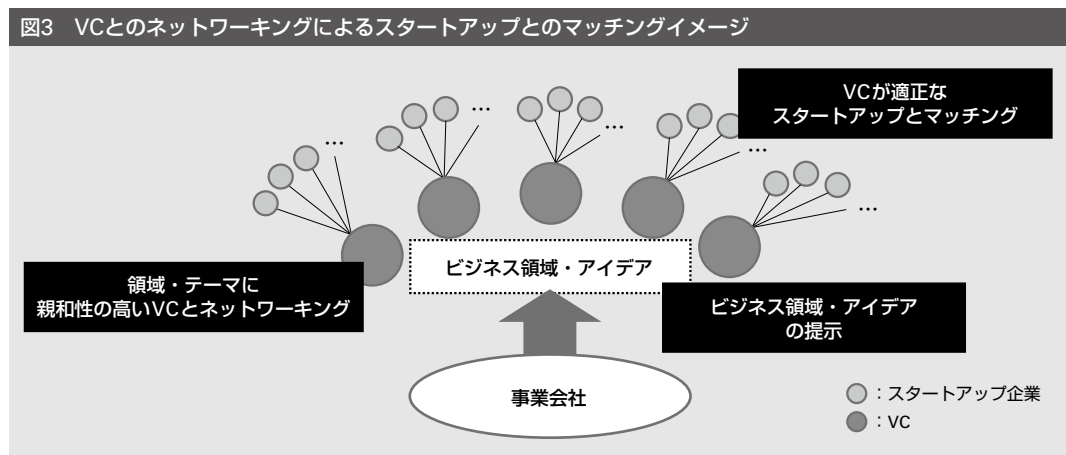 図3　VCとのネットワーキングによるスタートアップとのマッチングイメージ
VCが適正な
スタートアップとマッチング
…
…
…
…
…
領域・テーマに
親和性の高いVCとネットワーキング
ビジネス領域・アイデア
ビジネス領域・アイデア
の提示
事業会社
：スタートアップ企業
：VC